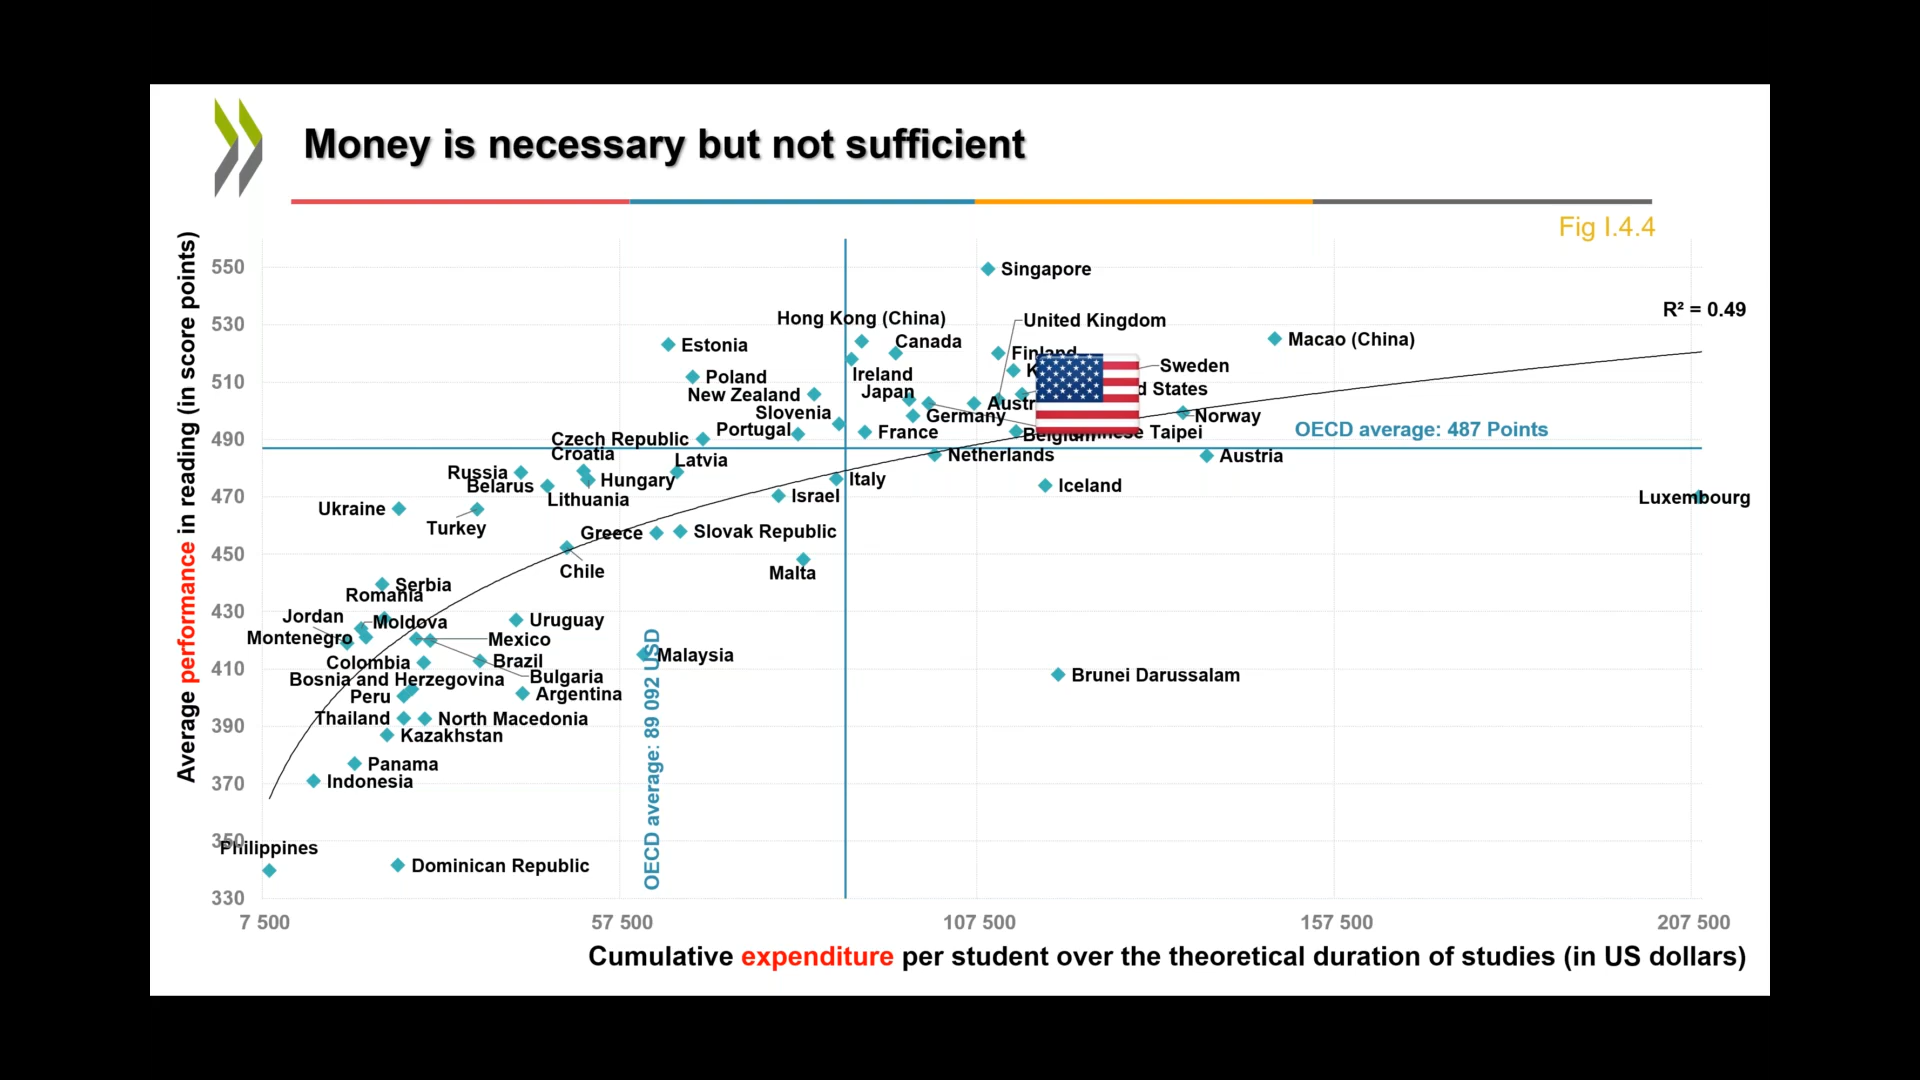 Money is necessary but not sufficient
Fig I.4.4
Average performance in reading (in score points)
550
530
510
490
470
450
430
410
390
370
350
330
R² = 0.49
Singapore
Hong Kong (China)
United Kingdom
Macao (China)
Estonia
Canada
Finland
Ireland
K
Sweden
Poland
New Zealand
Japan
d States
Slovenia
Austr
Germany
Norway
Portugal
France
Belgium
nese Taipei
OECD average: 487 Points
Czech Republic
Croatia
Latvia
Netherlands
Austria
Russia
Hungary
Italy
Belarus
Lithuania
Israel
Iceland
Luxembourg
Ukraine
Turkey
Greece
Slovak Republic
Chile
Malta
Serbia
Romania
Jordan
Moldova
Uruguay
Montenegro
Mexico
Malaysia
Colombia
Brazil
Bulgaria
Bosnia and Herzegovina
Brunei Darussalam
Peru
Argentina
Thailand
North Macedonia
Kazakhstan
Panama
Indonesia
Philippines
Dominican Republic
OECD average: 89 092 USD
7 500
57 500
107 500
157 500
207 500
Cumulative expenditure per student over the theoretical duration of studies (in US dollars)